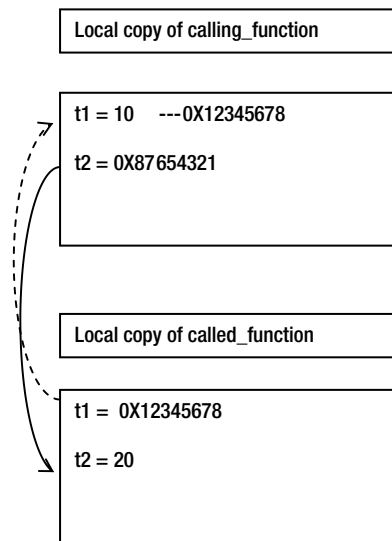 Local copy of calling_function
t1 = 10 ---0X12345678
t2 = 0X87654321
Local copy of called_function
t1 = 0X12345678
t2 = 20